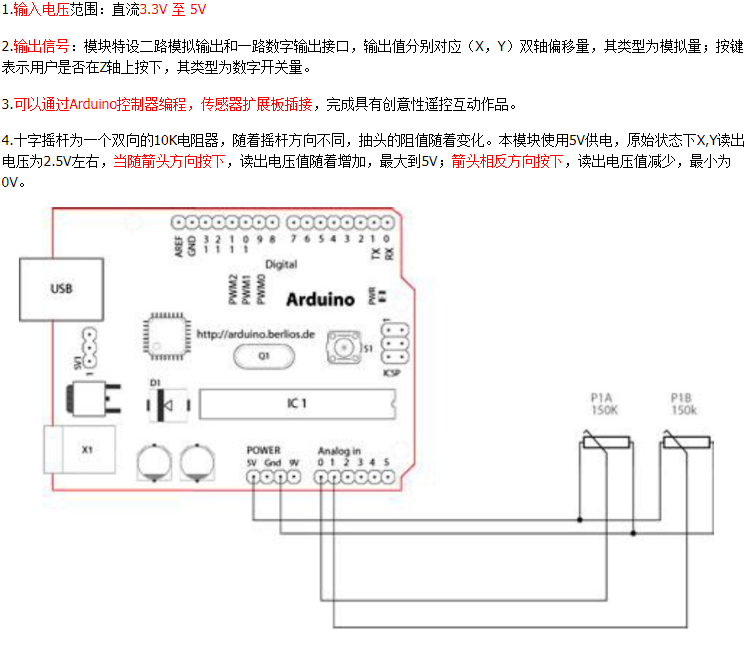 1.输入电压范围：直流3.3V 至 5V
2.输出信号：模块特设二路模拟输出和一路数字输出接口，输出值分别对应（X，Y）双轴偏移量，其类型为模拟量；按键
表示用户是否在Z轴上按下，其类型为数字开关量。
3.可以通过Arduino控制器编程，传感器扩展板插接，完成具有创意性遥控互动作品。
4.十字摇杆为一个双向的10K电阻器，随着摇杆方向不同，抽头的阻值随着变化。本模块使用5V供电，原始状态下X,Y读出
电压为2.5V左右，当随箭头方向按下，读出电压值随着增加，最大到5V；箭头相反方向按下，读出电压值减少，最小为
0V。
AREF
GND
13
12
11
10
9
8
7
6
5
4
3
2
1
0
TX
RX
Digital
PWM2
PWM1
PWM0
USB
Arduino
PWR
1
http://arduino.berlios.de
Q1
S1
ICSP
5V1
1
D1
IC 1
P1A
150K
P1B
150k
X1
POWER
5V Gnd 9V
Analog in
0 1 2 3 4 5